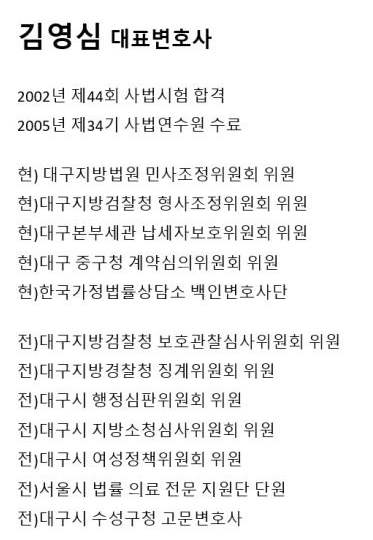 김영심 대표변호사
2002년 제44회 사법시험 합격
2005년 제34기 사법연수원 수료
현) 대구지방법원 민사조정위원회 위원
현)대구지방검찰청 형사조정위원회 위원
현)대구본부세관 납세자보호위원회 위원
현)대구 중구청 계약심의위원회 위원
현)한국가정법률상담소 백인변호사단
전)대구지방검찰청 보호관찰심사위원회 위원
전)대구지방경찰청 징계위원회 위원
전)대구시 행정심판위원회 위원
전)대구시 지방소청심사위원회 위원
전)대구시 여성정책위원회 위원
전)서울시 법률 의료 전문 지원단 단원
전)대구시 수성구청 고문변호사